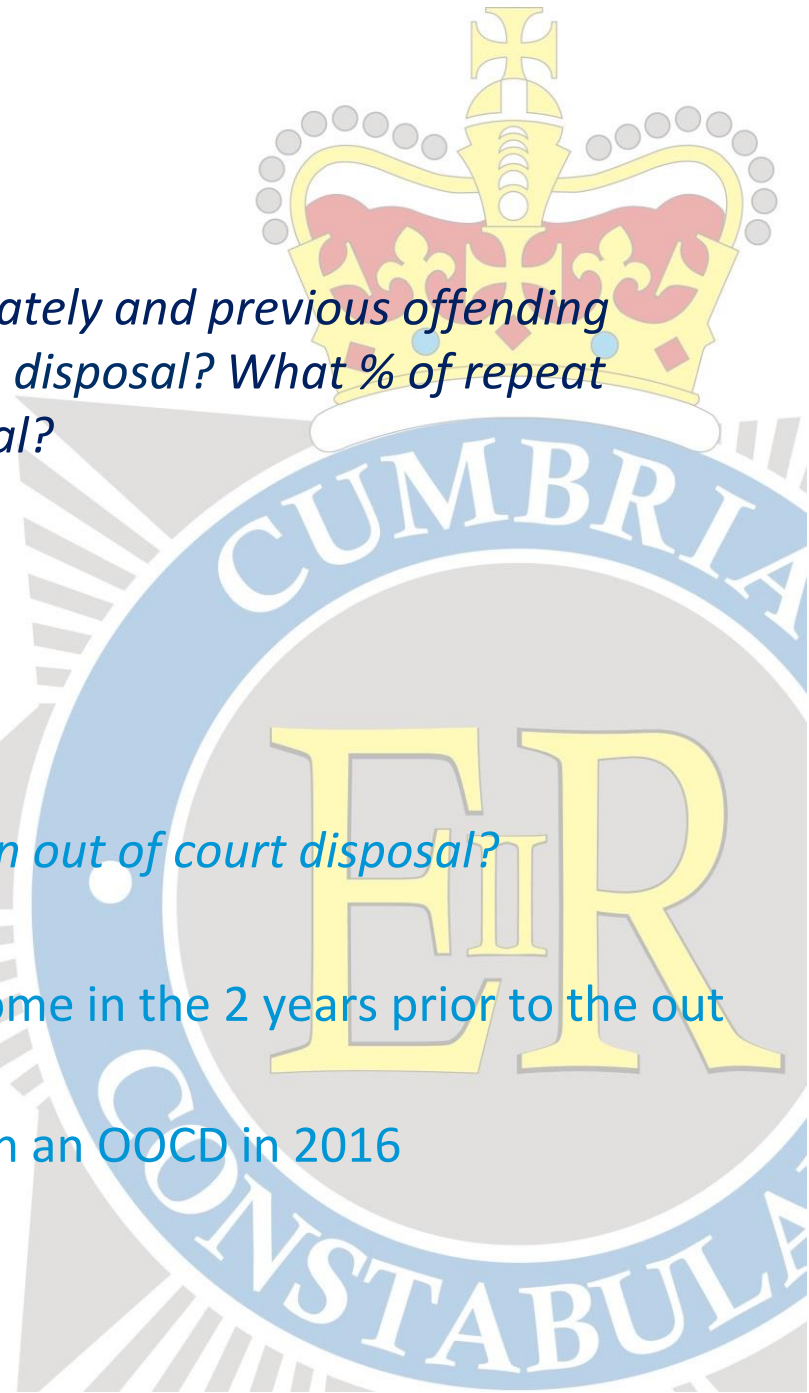 ately and previous offending
disposal? What % of repeat
al?
n out of court disposal?
ome in the 2 years prior to the out
n an OOCD in 2016
CUMBRIA
EIIR
CONSTABULA